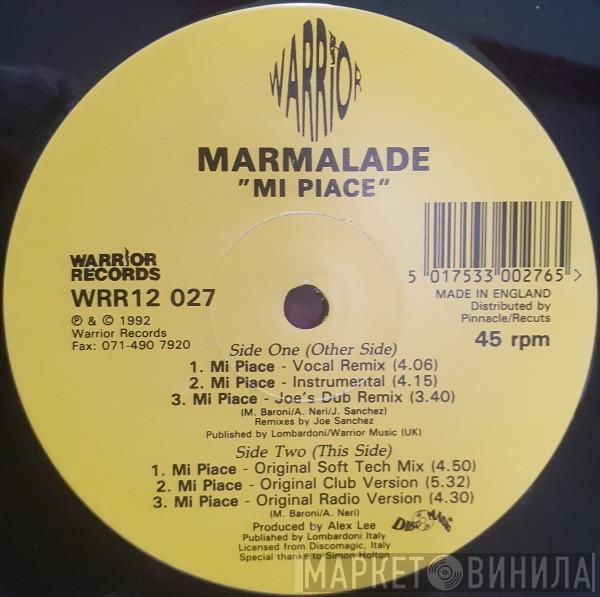 WARRIOR
MARMALADE
"MI PIACE"
WARRIOR
RECORDS
WRR12 027
℗ & © 1992
Warrior Records
Fax: 071-490 7920
5 017533 002765 >
MADE IN ENGLAND
Distributed by
Pinnacle/Recuts
45 rpm
Side One (Other Side)
1. Mi Piace - Vocal Remix (4.06)
2. Mi Piace - Instrumental (4.15)
3. Mi Piace - Joe's Dub Remix (3.40)
(M. Baroni/A. Neri/J. Sanchez)
Remixes by Joe Sanchez
Published by Lombardoni/Warrior Music (UK)
Side Two (This Side)
1. Mi Piace - Original Soft Tech Mix (4.50)
2. Mi Piace - Original Club Version (5.32)
3. Mi Piace - Original Radio Version (4.30)
(M. Baroni/A. Neri)
Produced by Alex Lee
Published by Lombardoni Italy
Licensed from Discomagic, Italy
Special thanks to Simon Holton
DISCOMAGIC
МАРКЕТ ВИНИЛА